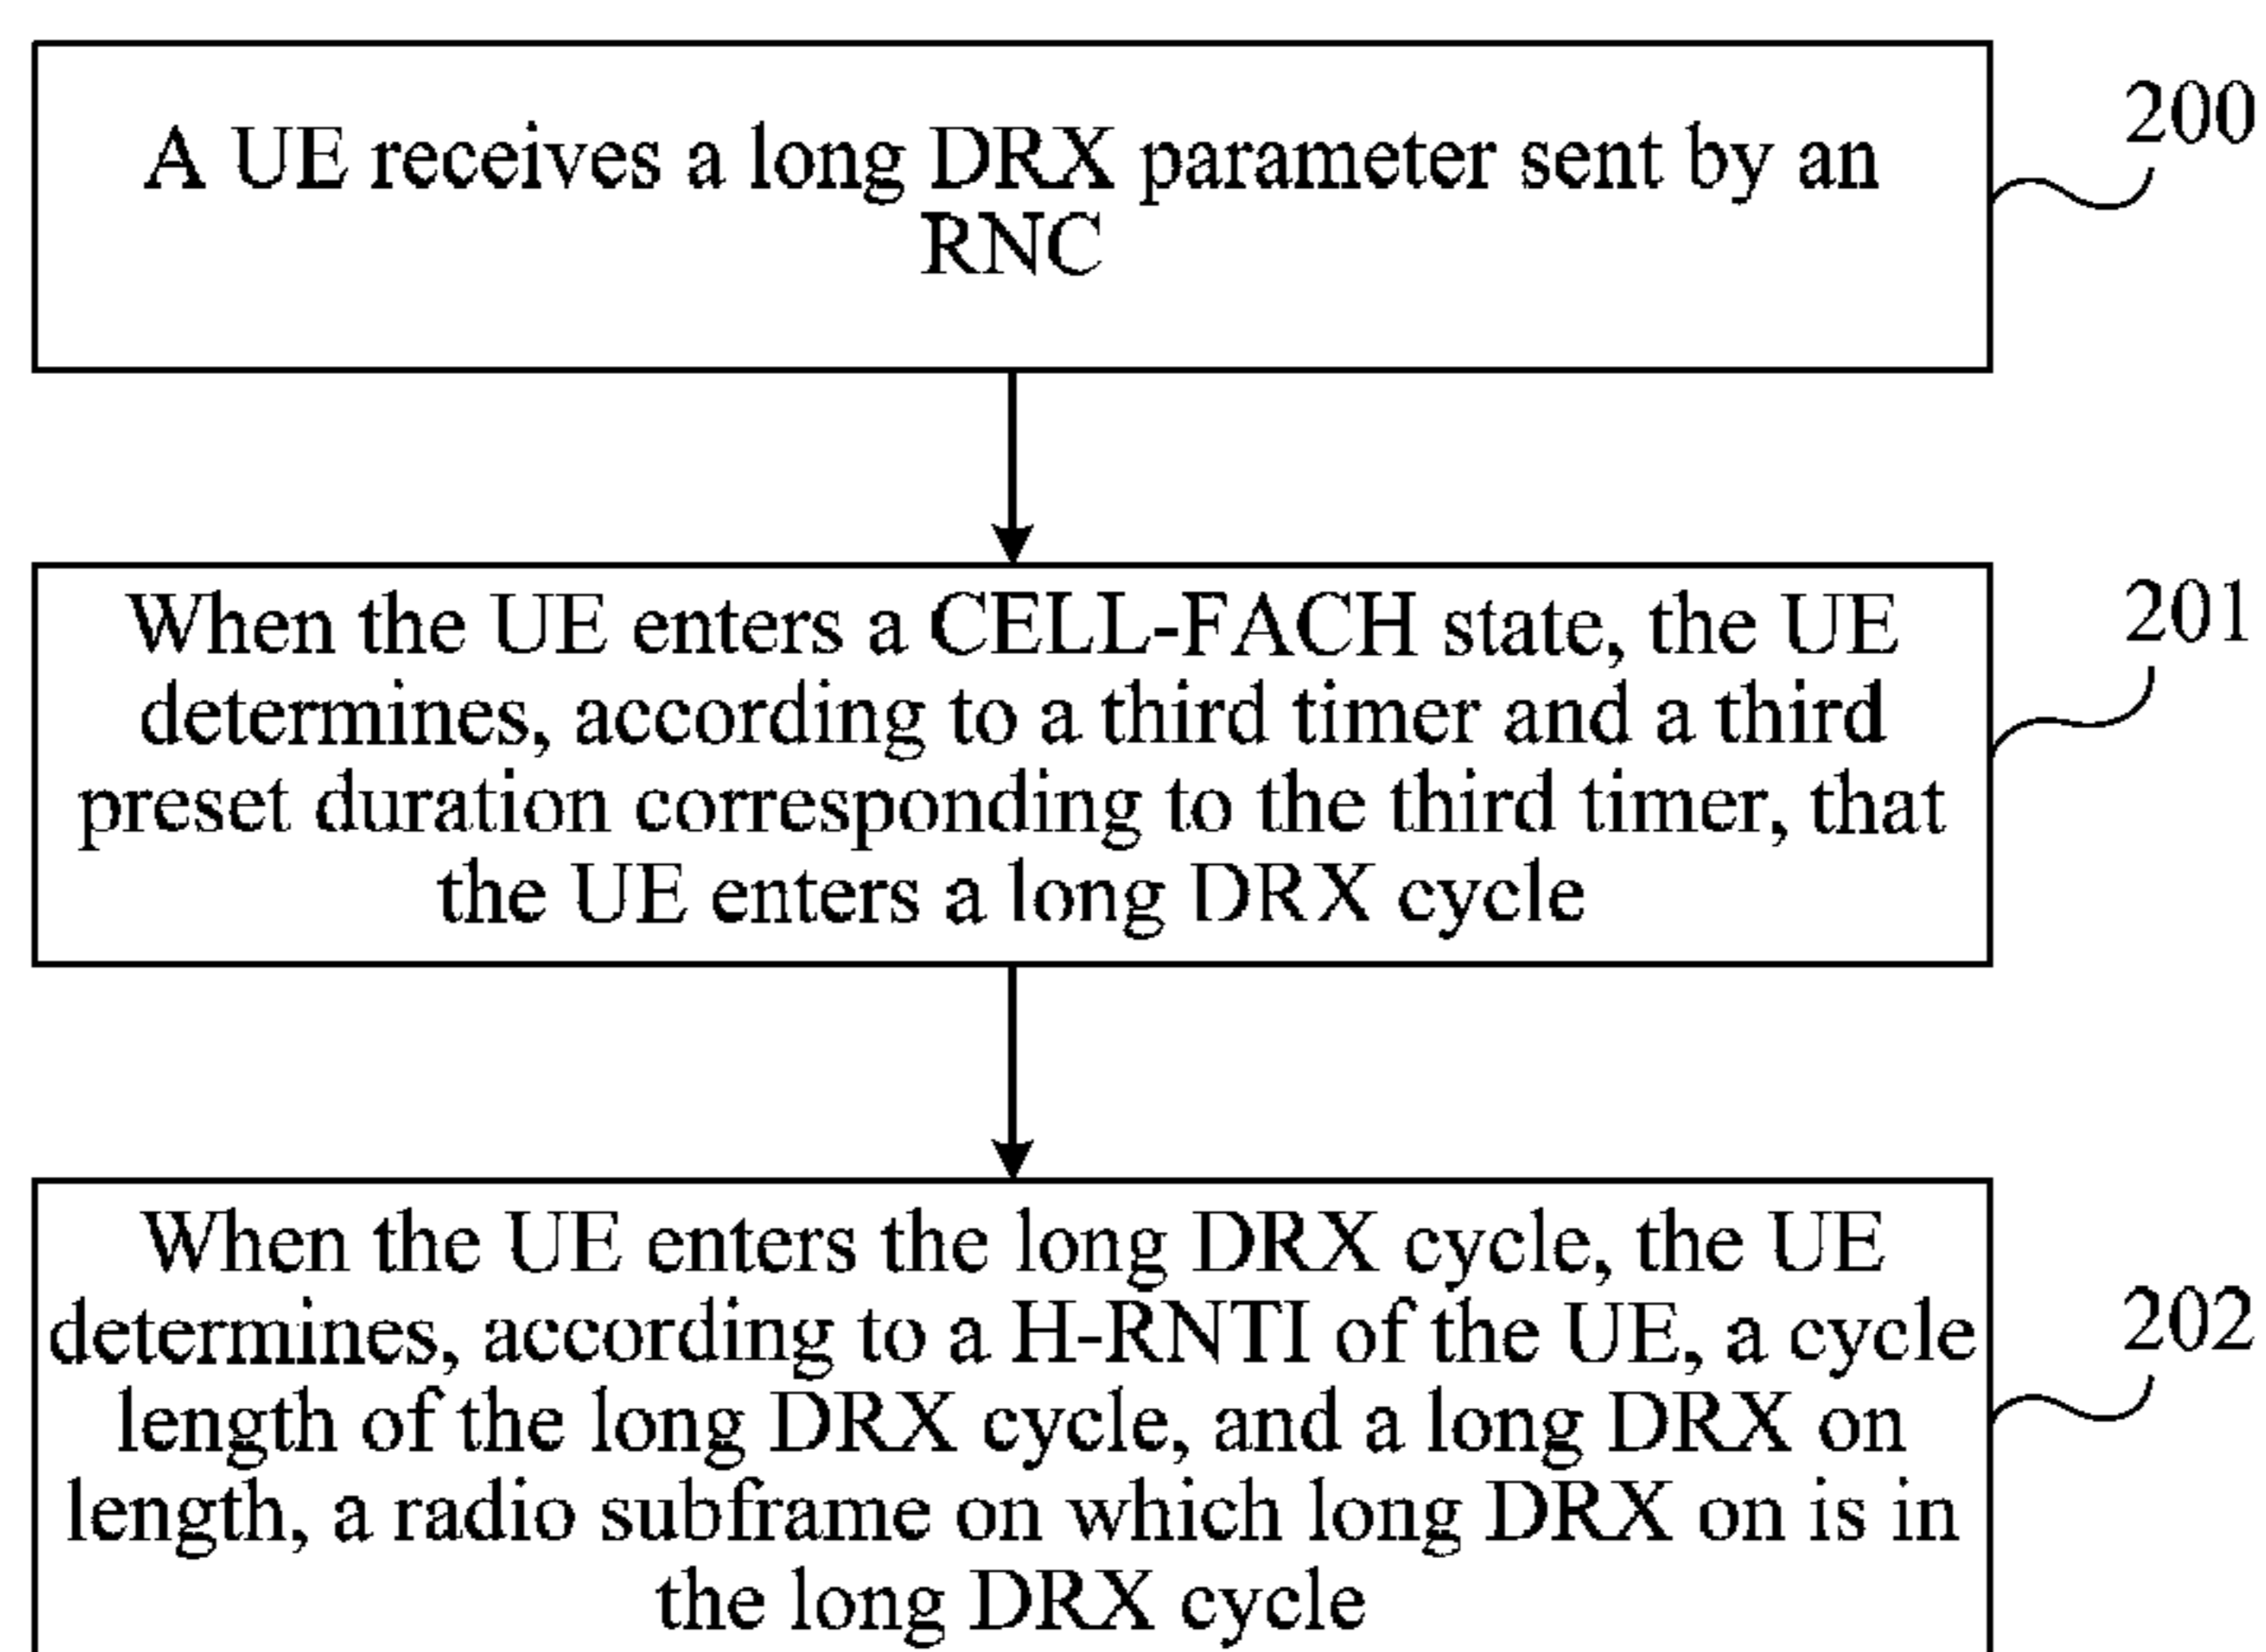 A UE receives a long DRX parameter sent by an
RNC
200
When the UE enters a CELL-FACH state, the UE
determines, according to a third timer and a third
preset duration corresponding to the third timer, that
the UE enters a long DRX cycle
201
When the UE enters the long DRX cycle, the UE
determines, according to a H-RNTI of the UE, a cycle
length of the long DRX cycle, and a long DRX on
length, a radio subframe on which long DRX on is in
the long DRX cycle
202